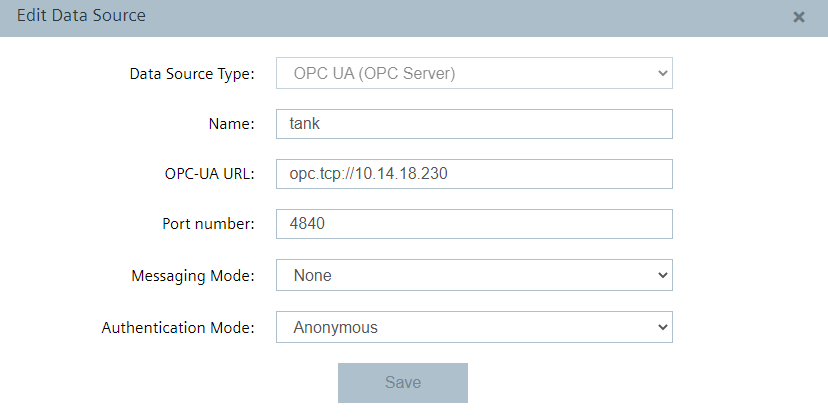 Edit Data Source ×
Data Source Type: OPC UA (OPC Server)
Name: tank
OPC-UA URL: opc.tcp://10.14.18.230
Port number: 4840
Messaging Mode: None
Authentication Mode: Anonymous
Save